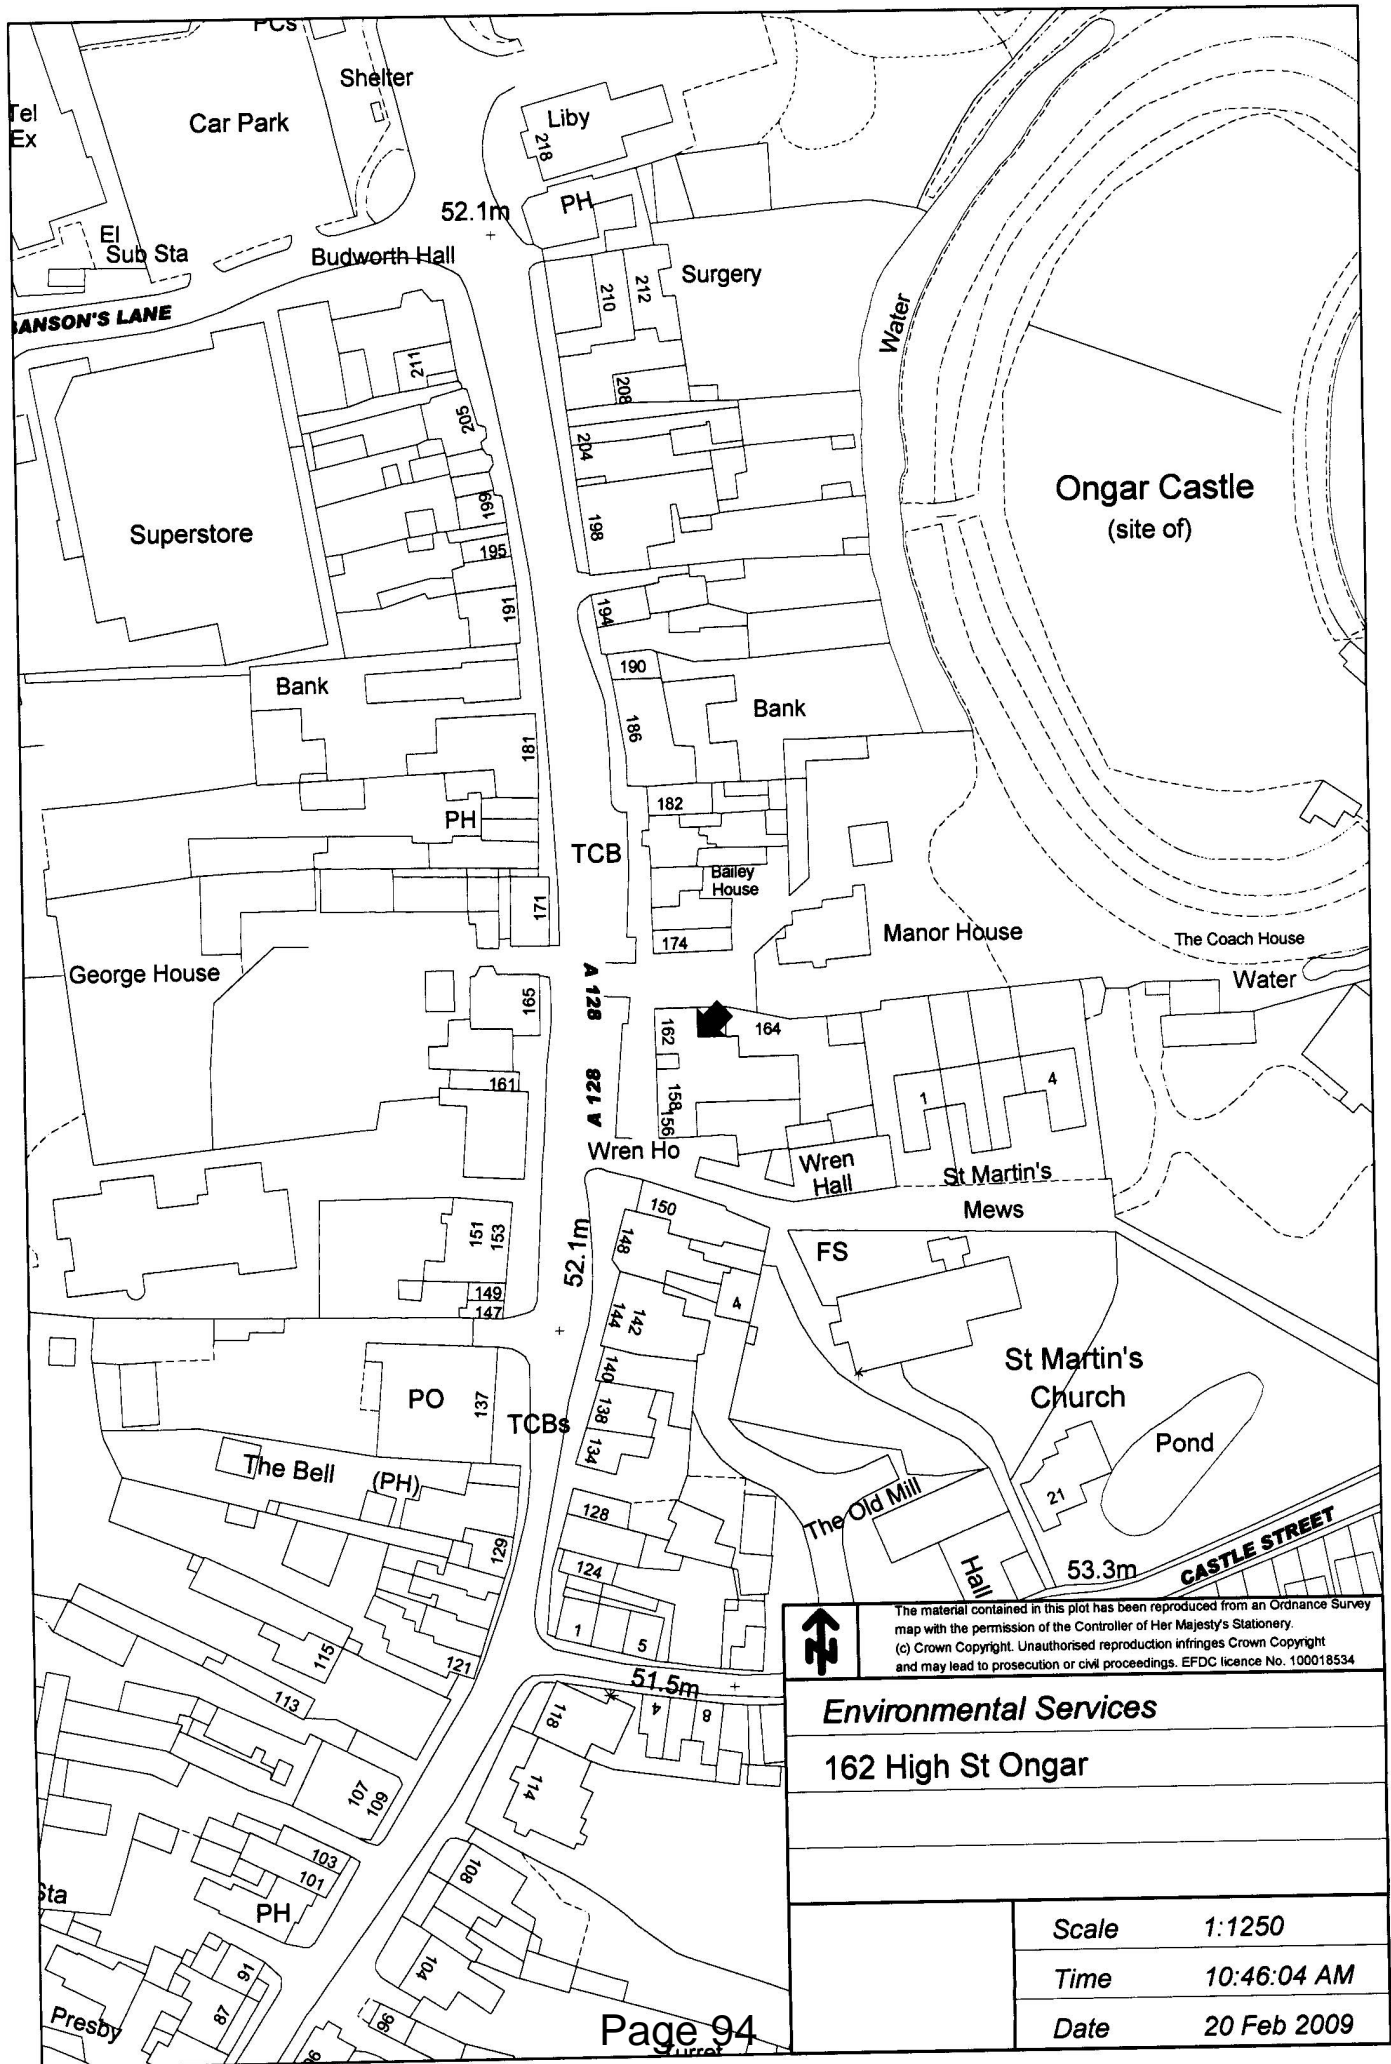 PCs
Shelter
Tel
Ex
Car Park
Liby
218
PH
52.1m
El
Sub Sta
Budworth Hall
Surgery
210
212
BANSON'S LANE
Water
211
208
205
204
Ongar Castle
(site of)
Superstore
199
198
195
191
194
190
Bank
186
Bank
181
182
PH
TCB
Bailey
House
171
174
Manor House
The Coach House
George House
Water
A 128
165
162
164
161
A 128
158
156
1
4
Wren Ho
Wren
Hall
St Martin's
Mews
150
151
153
148
FS
52.1m
149
147
4
144
142
St Martin's
Church
140
PO
137
TCBs
138
134
Pond
The Bell
(PH)
21
The Old Mill
128
129
CASTLE STREET
124
Hall
53.3m
1
5
115
121
51.5m
113
118
4
8
114
107
109
103
101
108
Sta
PH
91
104
87
Presby
96
96
Turret
The material contained in this plot has been reproduced from an Ordnance Survey
map with the permission of the Controller of Her Majesty's Stationery.
(c) Crown Copyright. Unauthorised reproduction infringes Crown Copyright
and may lead to prosecution or civil proceedings. EFDC licence No. 100018534
N
Environmental Services
162 High St Ongar
Scale 1:1250
Time 10:46:04 AM
Date 20 Feb 2009
Page 94